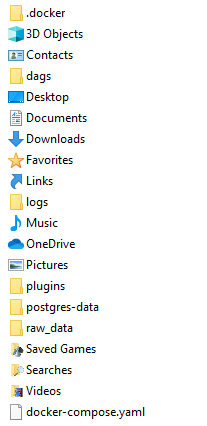 .docker
3D Objects
Contacts
dags
Desktop
Documents
Downloads
Favorites
Links
logs
Music
OneDrive
Pictures
plugins
postgres-data
raw_data
Saved Games
Searches
Videos
docker-compose.yaml